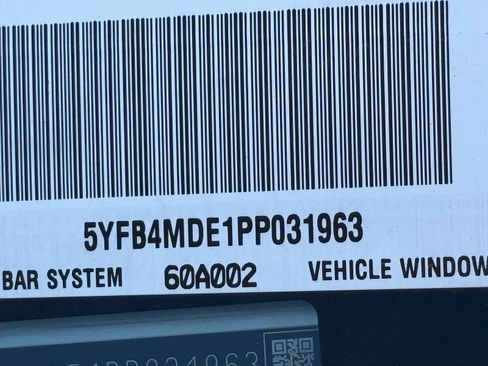 5YFB4MDE1PP031963
BAR SYSTEM 60A002 VEHICLE WINDOW